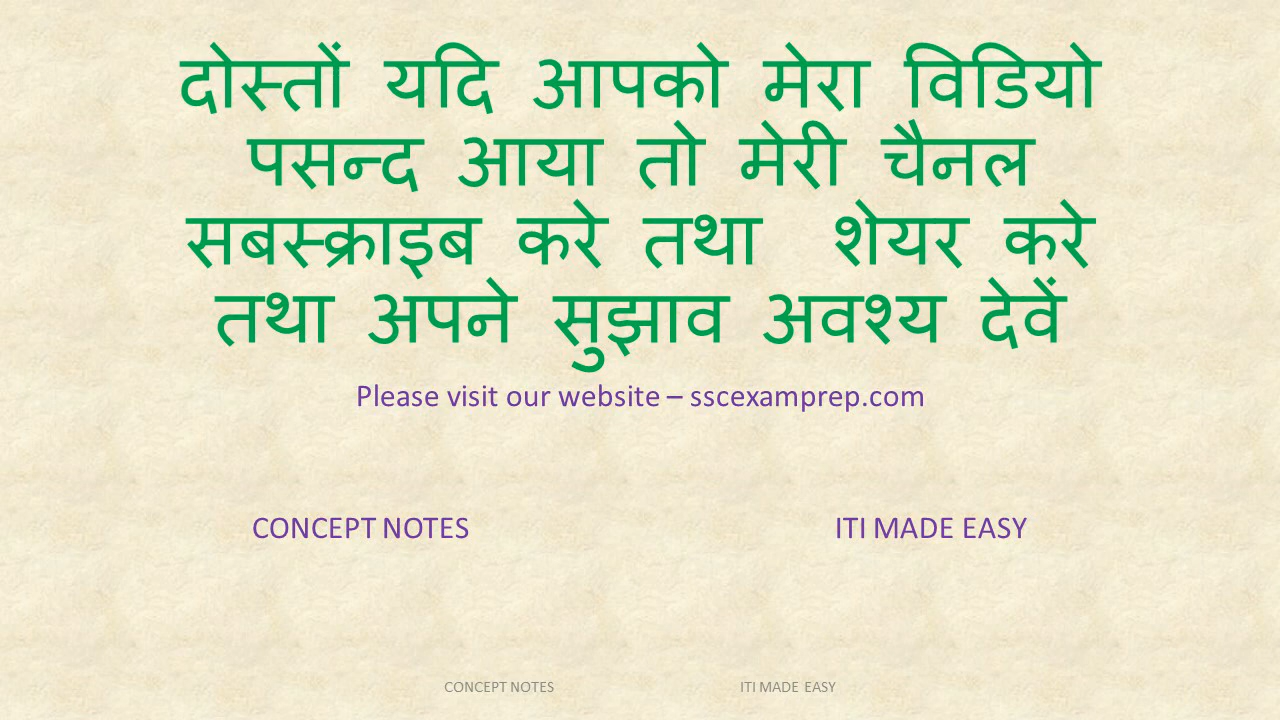 दोस्तों यदि आपको मेरा विडियो
पसन्द आया तो मेरी चैनल
सबस्क्राइब करे तथा शेयर करे
तथा अपने सुझाव अवश्य देवें
Please visit our website – sscexamprep.com
CONCEPT NOTES ITI MADE EASY
CONCEPT NOTES ITI MADE EASY